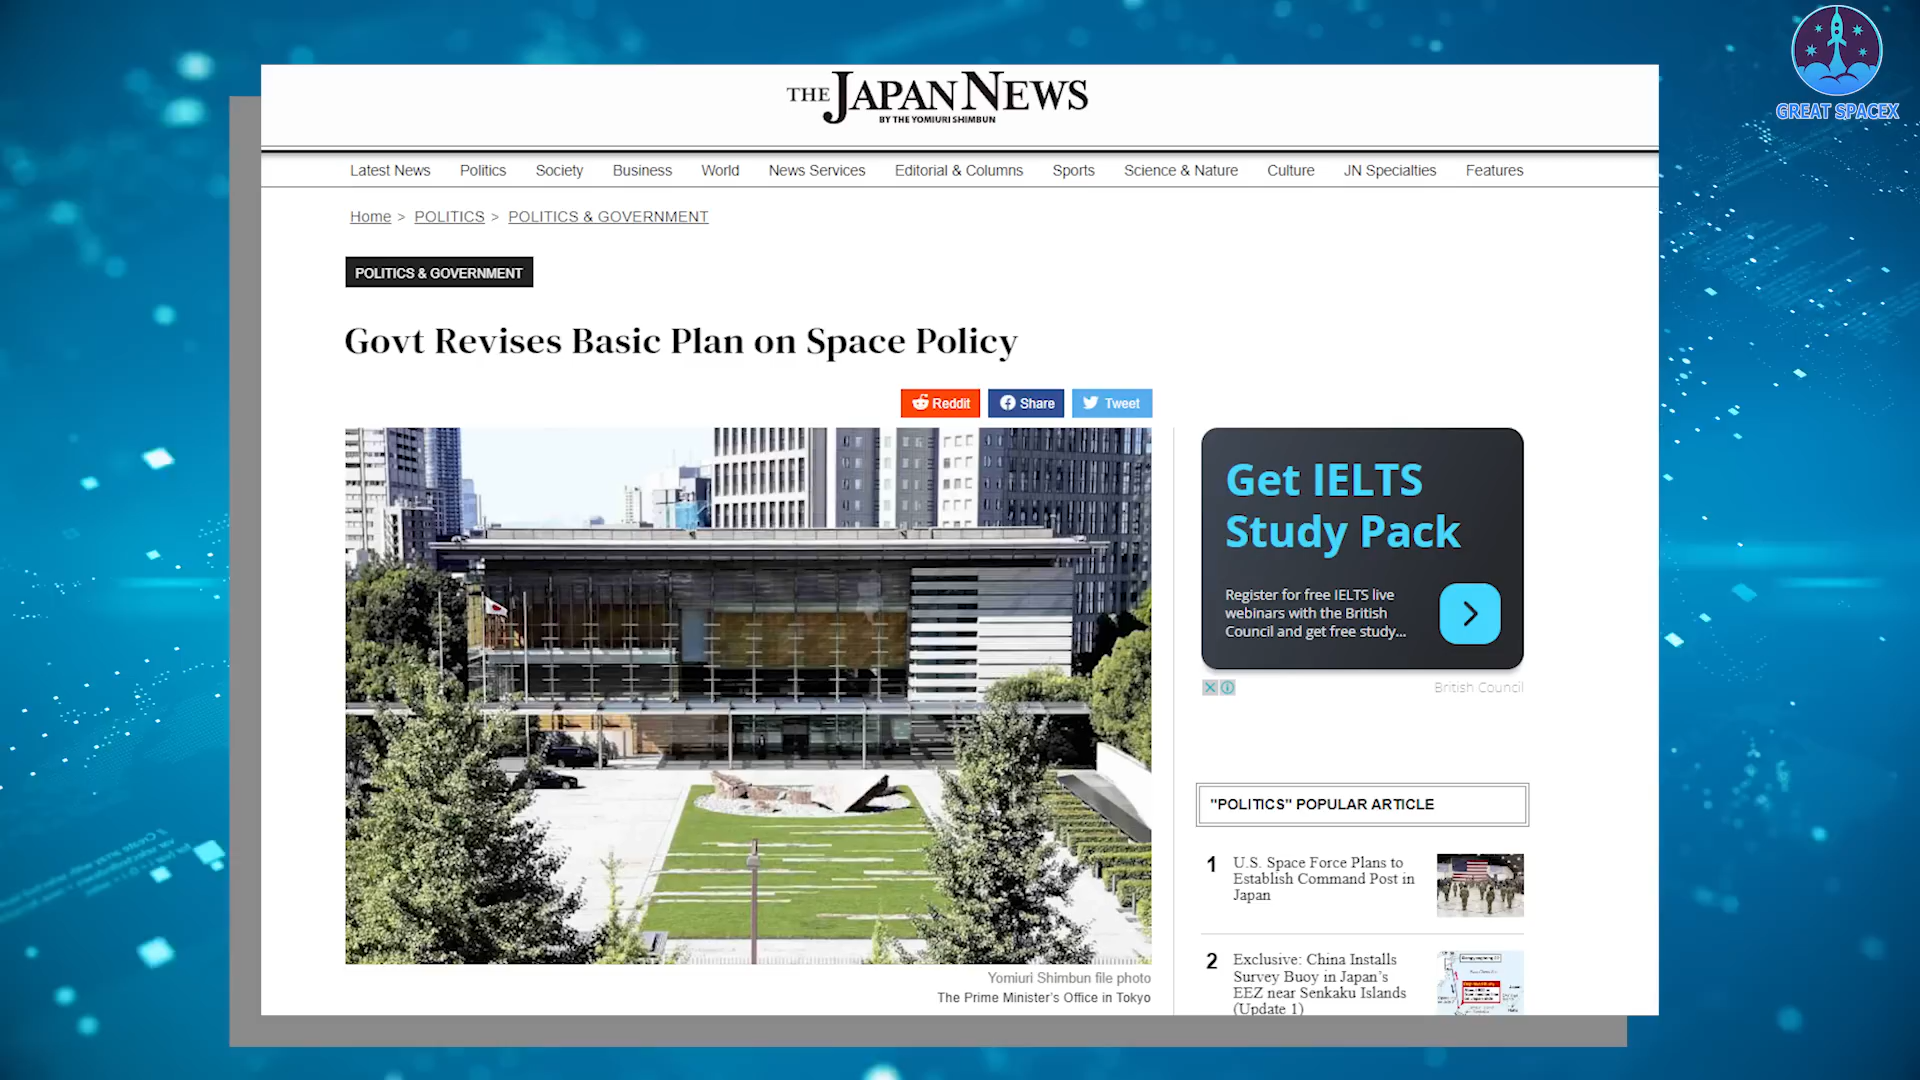 GREAT SPACEX
THE JAPAN NEWS
BY THE YOMIURI SHIMBUN
Latest News Politics Society Business World News Services Editorial & Columns Sports Science & Nature Culture JN Specialties Features
Home > POLITICS > POLITICS & GOVERNMENT
POLITICS & GOVERNMENT
Govt Revises Basic Plan on Space Policy
Reddit Share Tweet
Get IELTS
Study Pack
Register for free IELTS live
webinars with the British
Council and get free study...
British Council
Yomiuri Shimbun file photo
The Prime Minister's Office in Tokyo
"POLITICS" POPULAR ARTICLE
1 U.S. Space Force Plans to
Establish Command Post in
Japan
2 Exclusive: China Installs
Survey Buoy in Japan's
EEZ near Senkaku Islands
(Update 1)